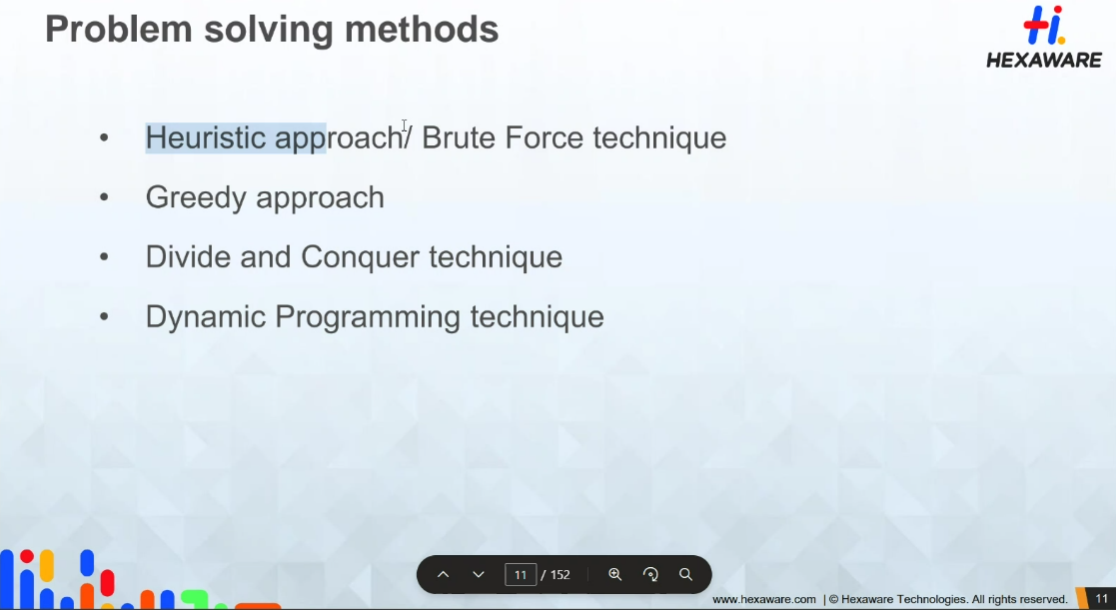 Problem solving methods
HEXAWARE
• Heuristic approach/ Brute Force technique
• Greedy approach
• Divide and Conquer technique
• Dynamic Programming technique
11 / 152
www.hexaware.com | © Hexaware Technologies. All rights reserved. 11